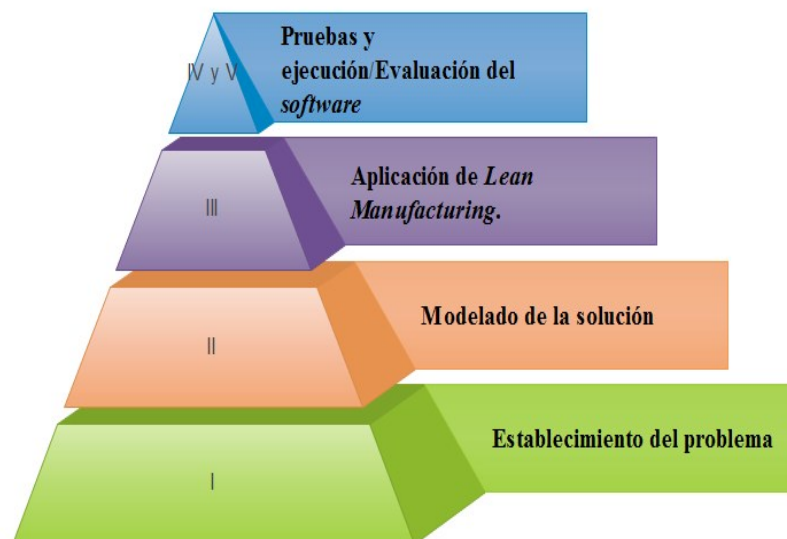 IV y V
Pruebas y
ejecución/Evaluación del
software
III
Aplicación de Lean
Manufacturing.
II
Modelado de la solución
I
Establecimiento del problema